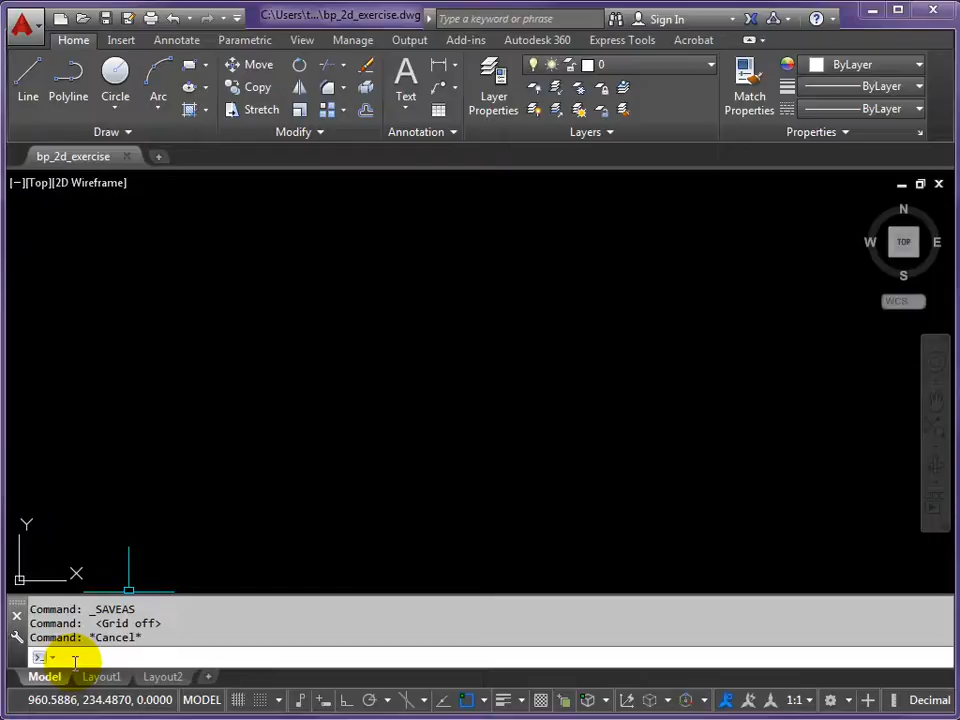 C:\Users\t...\bp_2d_exercise.dwg
Type a keyword or phrase
Sign In
Home Insert Annotate Parametric View Manage Output Add-ins Autodesk 360 Express Tools Acrobat
Line Polyline Circle Arc
Move
Copy
Stretch
Text
Layer Properties
0
Match Properties
ByLayer
ByLayer
ByLayer
Draw Modify Annotation Layers Properties
bp_2d_exercise
[−][Top][2D Wireframe]
N
W TOP E
S
WCS
Y
X
Command: _SAVEAS
Command: <Grid off>
Command: *Cancel*
Model Layout1 Layout2
960.5886, 234.4870, 0.0000 MODEL 1:1 Decimal